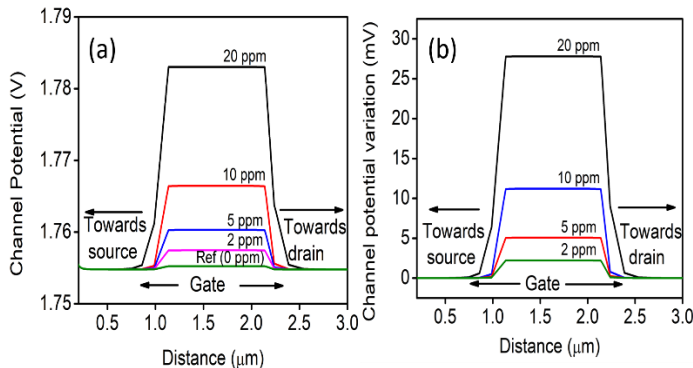 (a)
Channel Potential (V)
1.79
1.78
1.77
1.76
1.75
20 ppm
10 ppm
5 ppm
2 ppm
Ref (0 ppm)
Towards
source
Towards
drain
Gate
1.0
1.5
2.0
2.5
3.0
Distance (μm)
(b)
Channel potential variation (mV)
30
25
20
15
10
5
0
20 ppm
10 ppm
5 ppm
2 ppm
Towards
source
Towards
drain
Gate
0.5
1.0
1.5
2.0
2.5
3.0
Distance (μm)